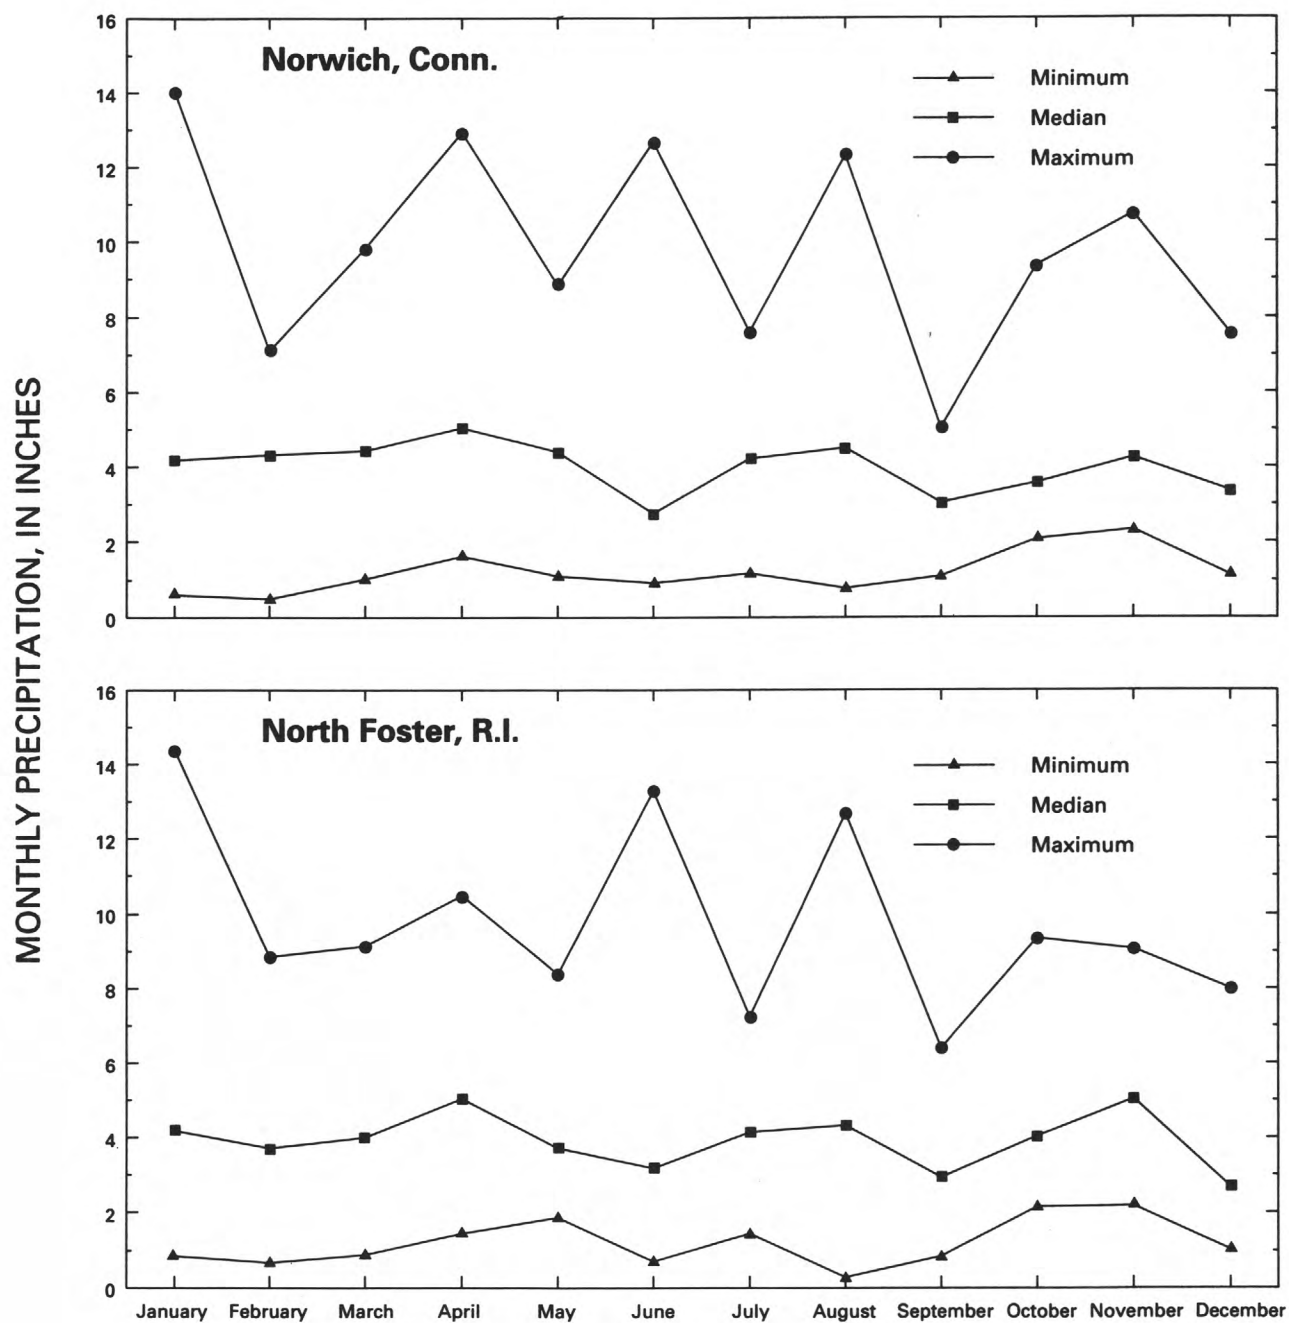 MONTHLY PRECIPITATION, IN INCHES
16
14
12
10
8
6
4
2
0
Norwich, Conn.
Minimum
Median
Maximum
16
14
12
10
8
6
4
2
0
North Foster, R.I.
Minimum
Median
Maximum
January February March April May June July August September October November December